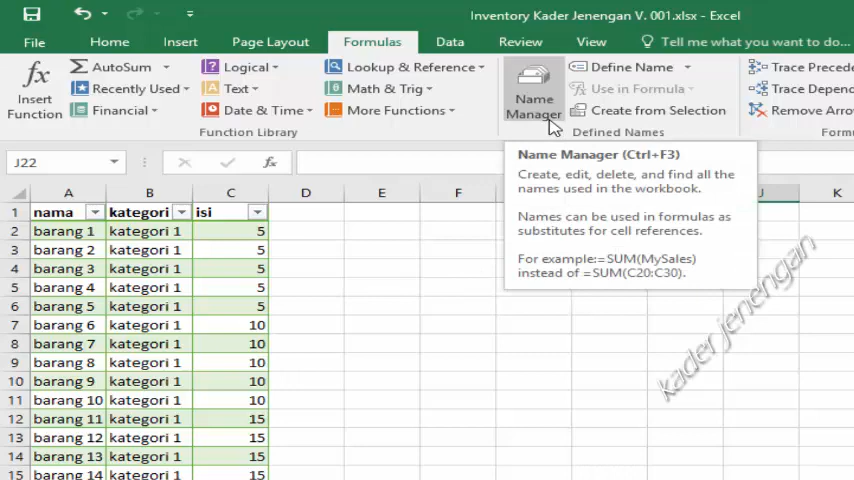 Inventory Kader Jenengan V. 001.xlsx - Excel
File Home Insert Page Layout Formulas Data Review View Tell me what you want to do...
fx Insert Function
Σ AutoSum
Recently Used
Financial
Logical
Text
Date & Time
Lookup & Reference
Math & Trig
More Functions
Function Library
Name Manager
Define Name
Use in Formula
Create from Selection
Defined Names
Trace Precede
Trace Depend
Remove Arro
Formu
J22
fx
Name Manager (Ctrl+F3)
Create, edit, delete, and find all the
names used in the workbook.
Names can be used in formulas as
substitutes for cell references.
For example:=SUM(MySales)
instead of =SUM(C20:C30).
A B C D E F J K
1 nama kategori isi
2 barang 1 kategori 1 5
3 barang 2 kategori 1 5
4 barang 3 kategori 1 5
5 barang 4 kategori 1 5
6 barang 5 kategori 1 5
7 barang 6 kategori 1 10
8 barang 7 kategori 1 10
9 barang 8 kategori 1 10
10 barang 9 kategori 1 10
11 barang 10 kategori 1 10
12 barang 11 kategori 1 15
13 barang 12 kategori 1 15
14 barang 13 kategori 1 15
15 barang 14 kategori 1 15
kader jenengan